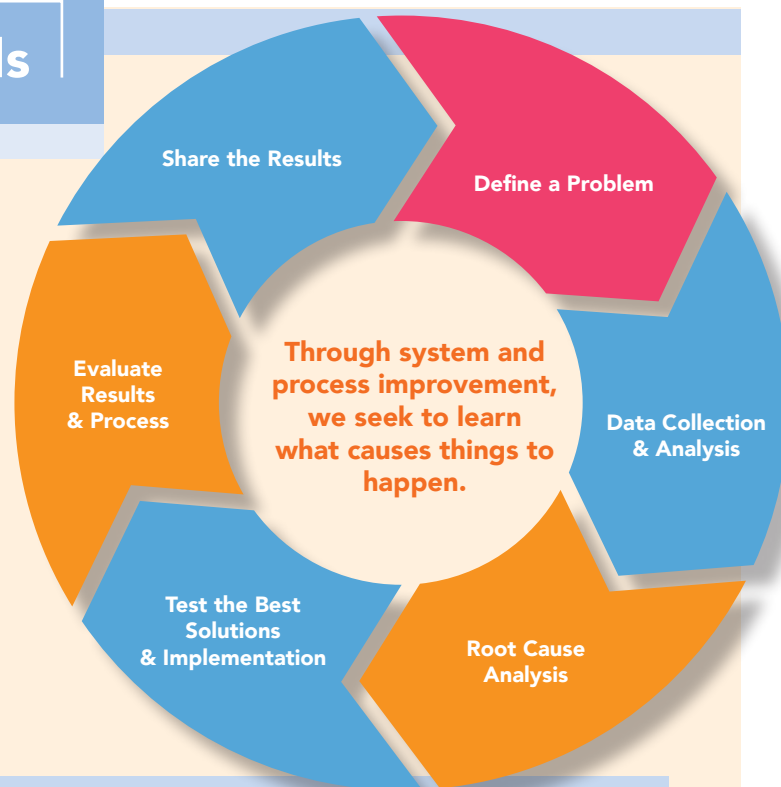 Share the Results
Define a Problem
Evaluate
Results
& Process
Through system and
process improvement,
we seek to learn
what causes things to
happen.
Data Collection
& Analysis
Test the Best
Solutions
& Implementation
Root Cause
Analysis